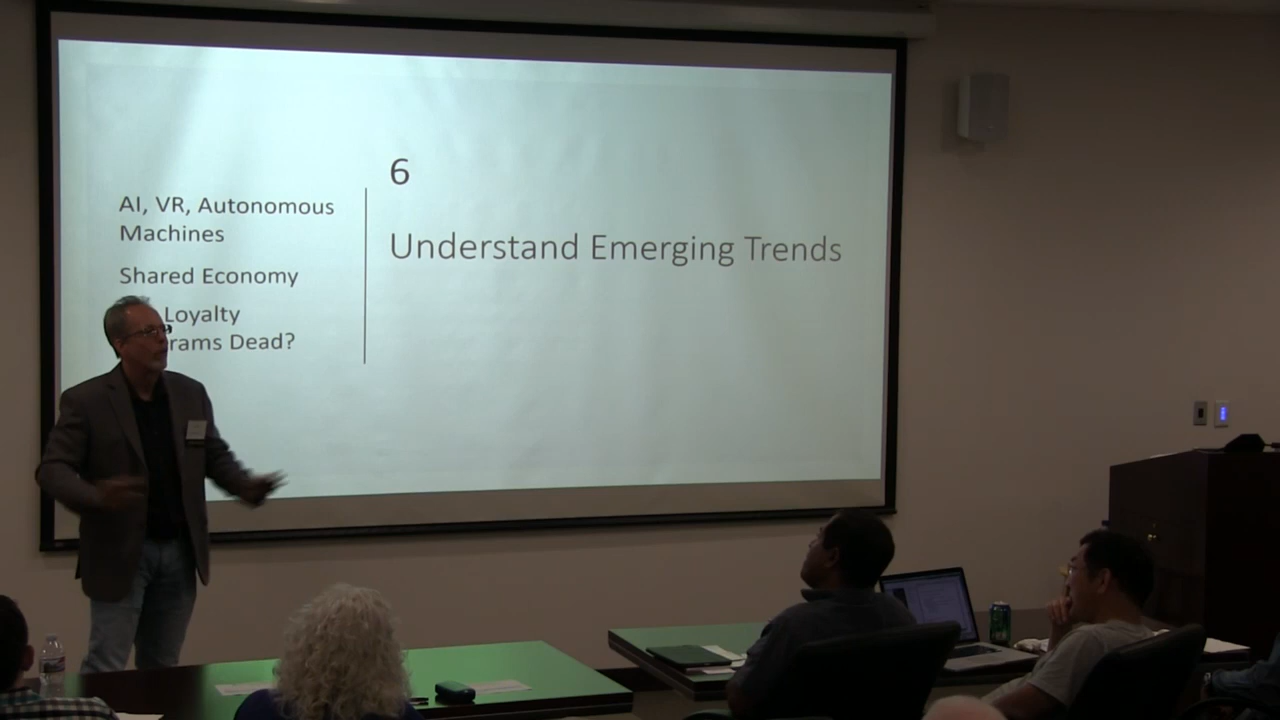 6
Understand Emerging Trends
AI, VR, Autonomous
Machines
Shared Economy
Loyalty
rams Dead?